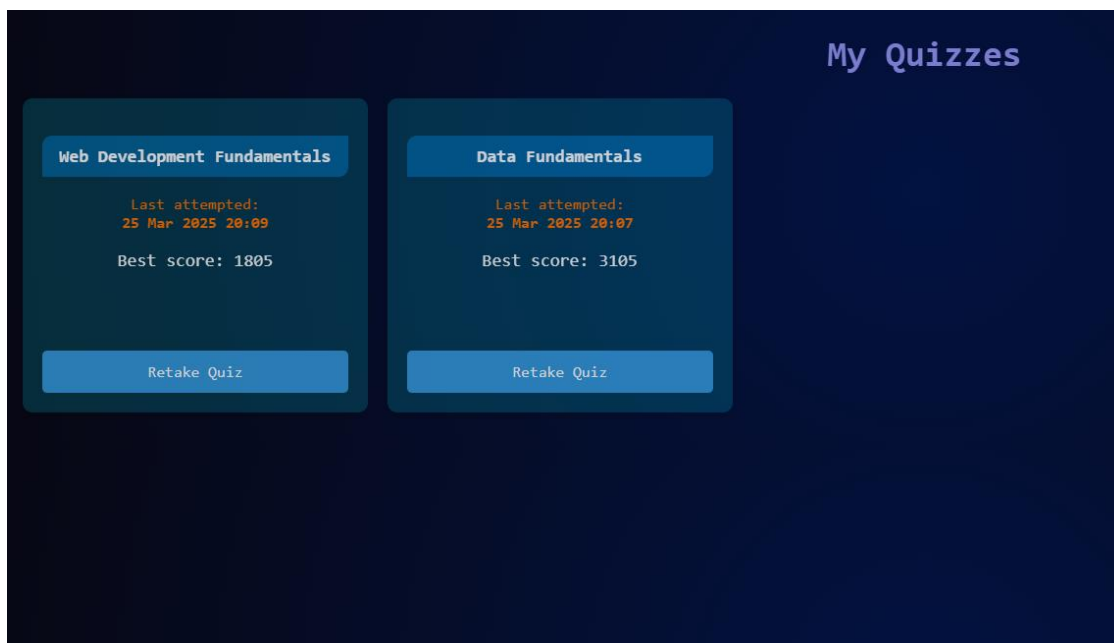 My Quizzes
Web Development Fundamentals
Last attempted:
25 Mar 2025 20:09
Best score: 1805
Retake Quiz
Data Fundamentals
Last attempted:
25 Mar 2025 20:07
Best score: 3105
Retake Quiz